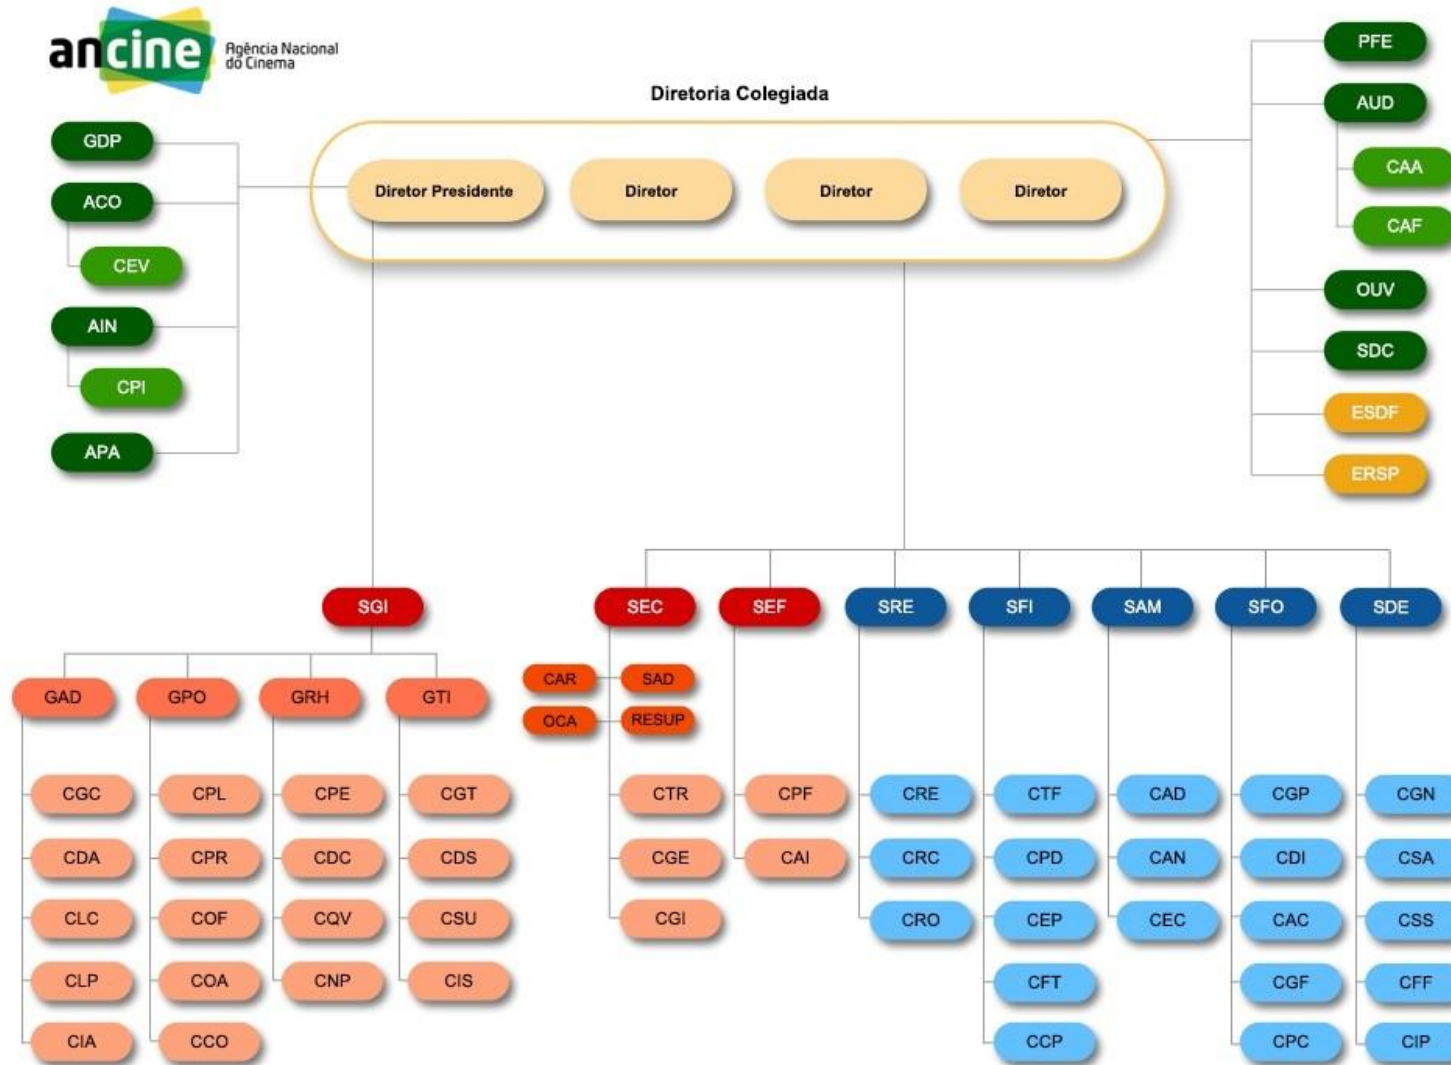 ancine
Agência Nacional
do Cinema
Diretoria Colegiada
Diretor Presidente
Diretor
Diretor
Diretor
GDP
ACO
CEV
AIN
CPI
APA
PFE
AUD
CAA
CAF
OUV
SDC
ESDF
ERSP
SGI
SEC
SEF
SRE
SFI
SAM
SFO
SDE
GAD
GPO
GRH
GTI
CAR
SAD
OCA
RESUP
CGC
CPL
CPE
CGT
CTR
CPF
CRE
CTF
CAD
CGP
CGN
CDA
CPR
CDC
CDS
CGE
CAI
CRC
CPD
CAN
CDI
CSA
CLC
COF
CQV
CSU
CGI
CRO
CEP
CEC
CAC
CSS
CLP
COA
CNP
CIS
CFT
CGF
CFF
CIA
CCO
CCP
CPC
CIP